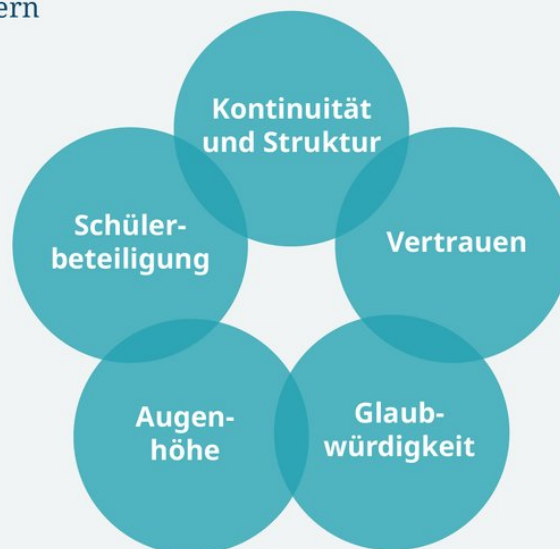 ern
Kontinuität
und Struktur
Schüler-
beteiligung
Vertrauen
Augen-
höhe
Glaub-
würdigkeit